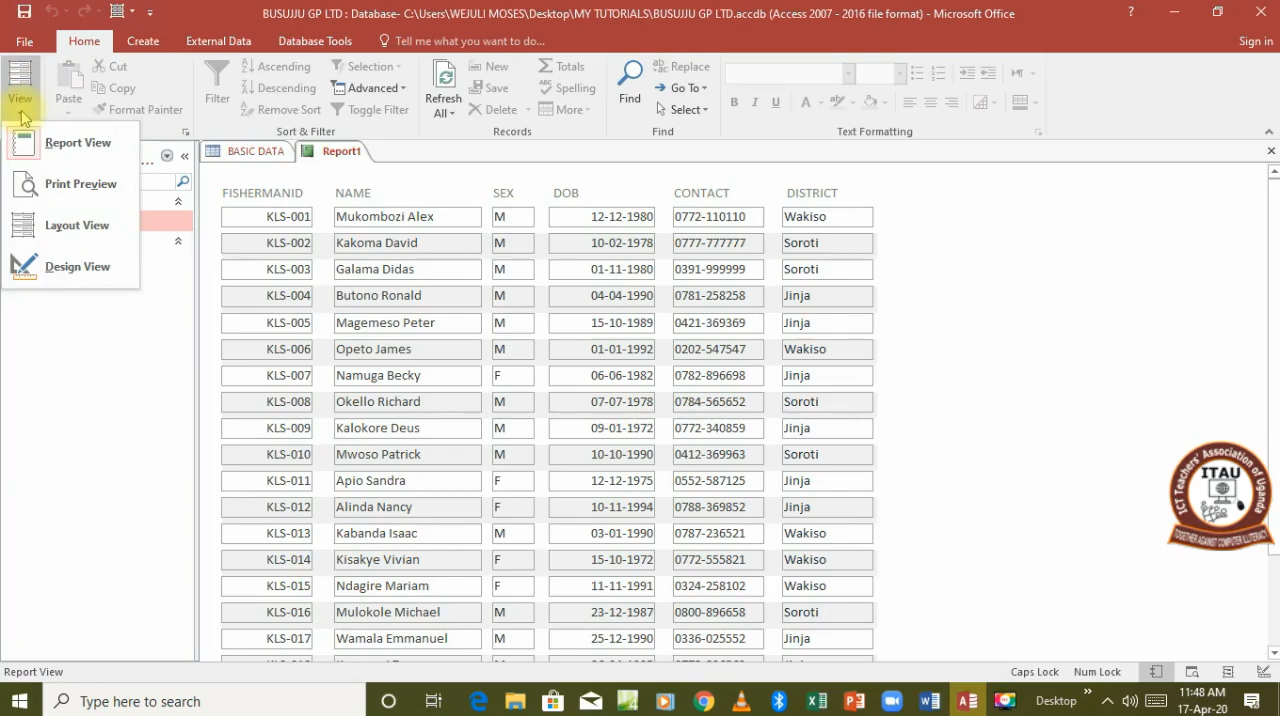 BUSUJJU GP LTD : Database- C:\Users\WEJULI MOSES\Desktop\MY TUTORIALS\BUSUJJU GP LTD.accdb (Access 2007 - 2016 file format) - Microsoft Office
File Home Create External Data Database Tools Tell me what you want to do... Sign in
View Paste Cut Copy Format Painter
Filter Ascending Descending Remove Sort Selection Advanced Toggle Filter
Sort & Filter
Refresh All New Save Delete Totals Spelling More
Records
Find Replace Go To Select
Find
B I U A ab
Text Formatting
Report View
Print Preview
Layout View
Design View
BASIC DATA Report1
FISHERMANID NAME SEX DOB CONTACT DISTRICT
KLS-001 Mukombozi Alex M 12-12-1980 0772-110110 Wakiso
KLS-002 Kakoma David M 10-02-1978 0777-777777 Soroti
KLS-003 Galama Didas M 01-11-1980 0391-999999 Soroti
KLS-004 Butono Ronald M 04-04-1990 0781-258258 Jinja
KLS-005 Magemeso Peter M 15-10-1989 0421-369369 Jinja
KLS-006 Opeto James M 01-01-1992 0202-547547 Wakiso
KLS-007 Namuga Becky F 06-06-1982 0782-896698 Jinja
KLS-008 Okello Richard M 07-07-1978 0784-565652 Soroti
KLS-009 Kalokore Deus M 09-01-1972 0772-340859 Jinja
KLS-010 Mwoso Patrick M 10-10-1990 0412-369963 Soroti
KLS-011 Apio Sandra F 12-12-1975 0552-587125 Jinja
KLS-012 Alinda Nancy F 10-11-1994 0788-369852 Jinja
KLS-013 Kabanda Isaac M 03-01-1990 0787-236521 Wakiso
KLS-014 Kisakye Vivian F 15-10-1972 0772-555821 Wakiso
KLS-015 Ndagire Mariam F 11-11-1991 0324-258102 Wakiso
KLS-016 Mulokole Michael M 23-12-1987 0800-896658 Soroti
KLS-017 Wamala Emmanuel M 25-12-1990 0336-025552 Jinja
ICT Teachers' Association of Uganda
ITAU
TOGETHER AGAINST COMPUTER ILLITERACY
Report View Caps Lock Num Lock
Type here to search Desktop 11:48 AM
17-Apr-20